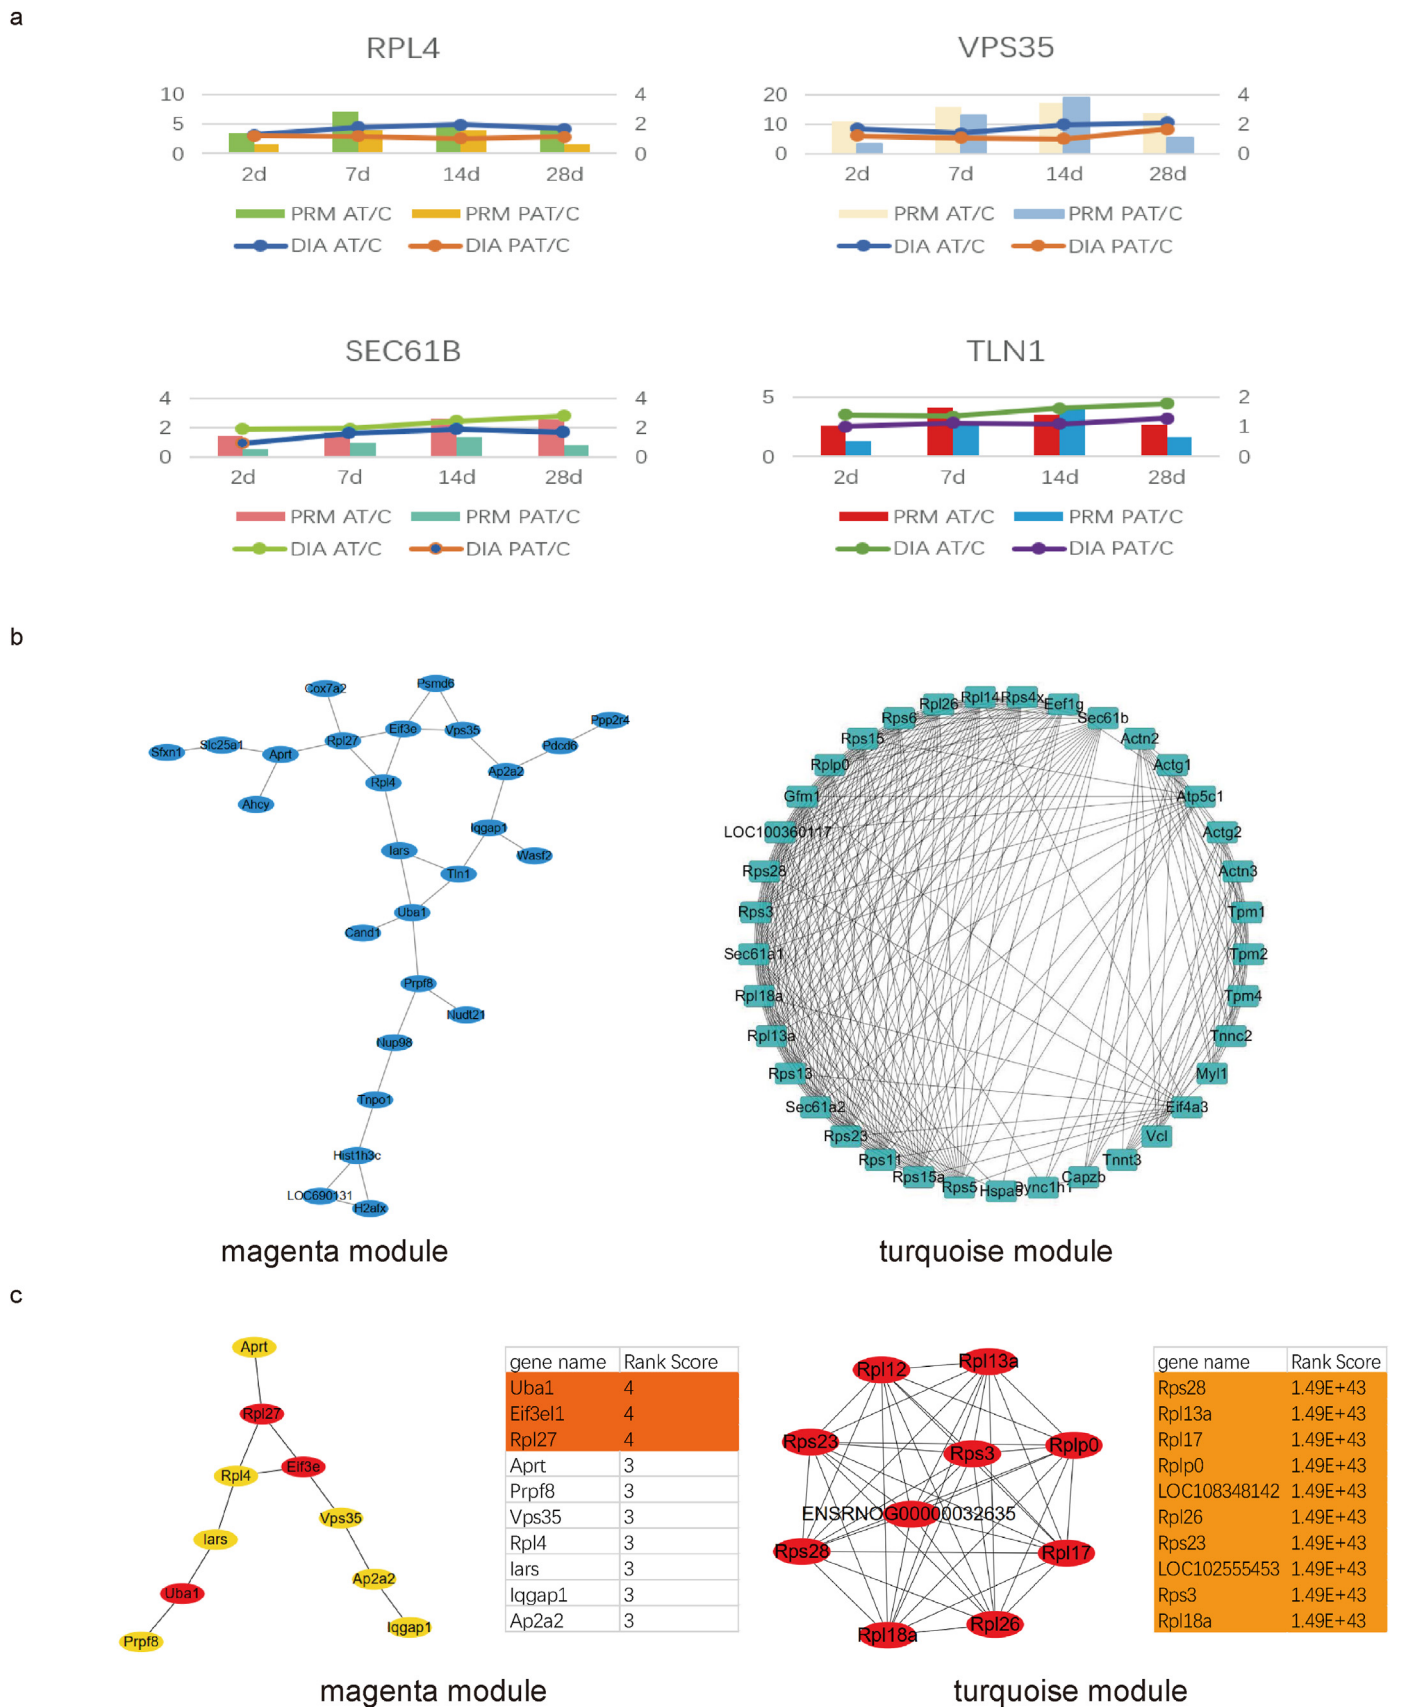 a
RPL4
10
5
0
4
2
0
2d 7d 14d 28d
PRM AT/C PRM PAT/C
DIA AT/C DIA PAT/C
VPS35
20
10
0
4
2
0
2d 7d 14d 28d
PRM AT/C PRM PAT/C
DIA AT/C DIA PAT/C
SEC61B
4
2
0
4
2
0
2d 7d 14d 28d
PRM AT/C PRM PAT/C
DIA AT/C DIA PAT/C
TLN1
5
0
2
1
0
2d 7d 14d 28d
PRM AT/C PRM PAT/C
DIA AT/C DIA PAT/C
b
Psmd6
Cox7a2
Ppp2r4
Eif3e
Vps35
Rpl27
Slc25a1
Pdcd6
Sfxn1
Aprt
Ap2a2
Rpl4
Ahcy
Iqgap1
Iars
Wasf2
Tln1
Uba1
Cand1
Prpf8
Nudt21
Nup98
Tnpo1
Hist1h3c
LOC690131
H2afx
magenta module
Rpl14
Rps4x
Eef1g
Rpl26
Sec61b
Rps6
Actn2
Rps15
Actg1
Rplp0
Atp5c1
Gfm1
Actg2
LOC100360117
Actn3
Rps28
Tpm1
Rps3
Tpm2
Sec61a1
Tpm4
Rpl18a
Tnnc2
Rpl13a
Myl1
Rps13
Eif4a3
Sec61a2
Vcl
Rps23
Tnnt3
Rps11
Capzb
Rps15a
Dync1h1
Rps5
Hspa5
turquoise module
c
Aprt
Rpl27
Eif3e
Rpl4
Vps35
Iars
Ap2a2
Uba1
Iqgap1
Prpf8
gene name Rank Score
Uba1 4
Eif3el1 4
Rpl27 4
Aprt 3
Prpf8 3
Vps35 3
Rpl4 3
Iars 3
Iqgap1 3
Ap2a2 3
magenta module
Rpl12
Rpl13a
Rps23
Rps3
Rplp0
ENSRNOG00000032635
Rps28
Rpl17
Rpl18a
Rpl26
gene name Rank Score
Rps28 1.49E+43
Rpl13a 1.49E+43
Rpl17 1.49E+43
Rplp0 1.49E+43
LOC108348142 1.49E+43
Rpl26 1.49E+43
Rps23 1.49E+43
LOC102555453 1.49E+43
Rps3 1.49E+43
Rpl18a 1.49E+43
turquoise module